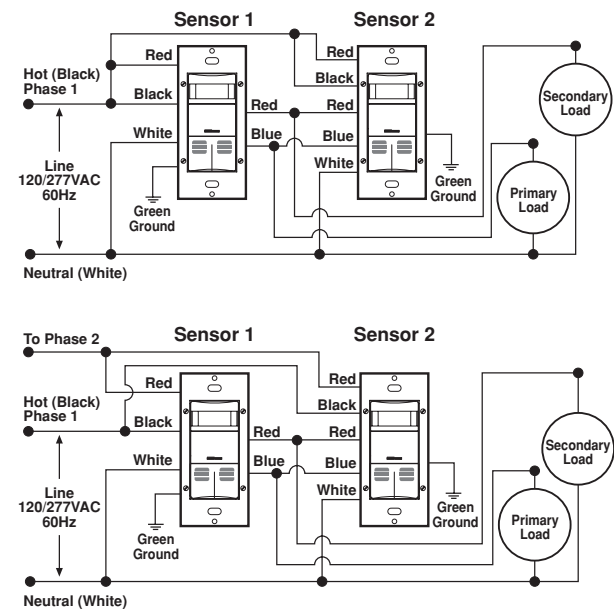 Sensor 1
Sensor 2
Red
Red
Hot (Black)
Phase 1
Black
Black
Red
Red
Secondary
Load
White
Blue
Blue
Line
120/277VAC
60Hz
White
Green
Ground
Green
Ground
Primary
Load
Neutral (White)
Sensor 1
Sensor 2
To Phase 2
Red
Red
Hot (Black)
Phase 1
Black
Black
Red
Red
Secondary
Load
White
Blue
Blue
Line
120/277VAC
60Hz
White
Green
Ground
Green
Ground
Primary
Load
Neutral (White)